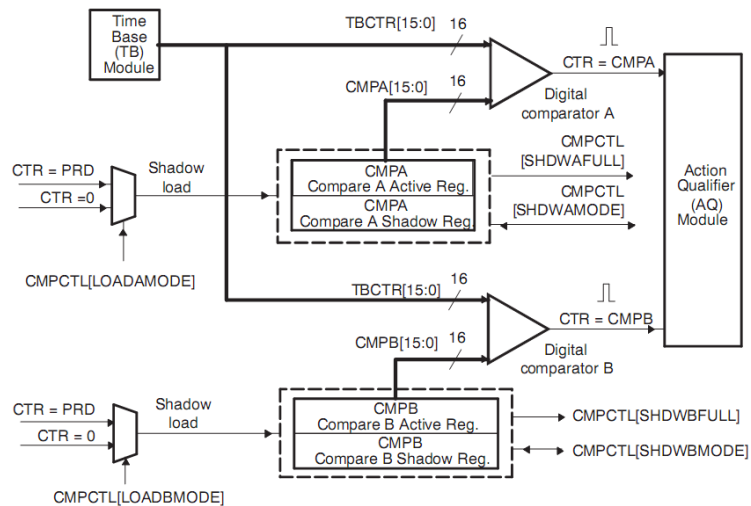 Time
Base
(TB)
Module
TBCTR[15:0]
16
CTR = CMPA
CMPA[15:0]
16
Digital
comparator A
CTR = PRD
CTR =0
Shadow
load
CMPA
Compare A Active Reg.
CMPA
Compare A Shadow Reg.
CMPCTL
[SHDWAFULL]
CMPCTL
[SHDWAMODE]
Action
Qualifier
(AQ)
Module
CMPCTL[LOADAMODE]
TBCTR[15:0]
16
CTR = CMPB
CMPB[15:0]
16
Digital
comparator B
CTR = PRD
CTR = 0
Shadow
load
CMPB
Compare B Active Reg.
CMPB
Compare B Shadow Reg.
CMPCTL[SHDWBFULL]
CMPCTL[SHDWBMODE]
CMPCTL[LOADBMODE]